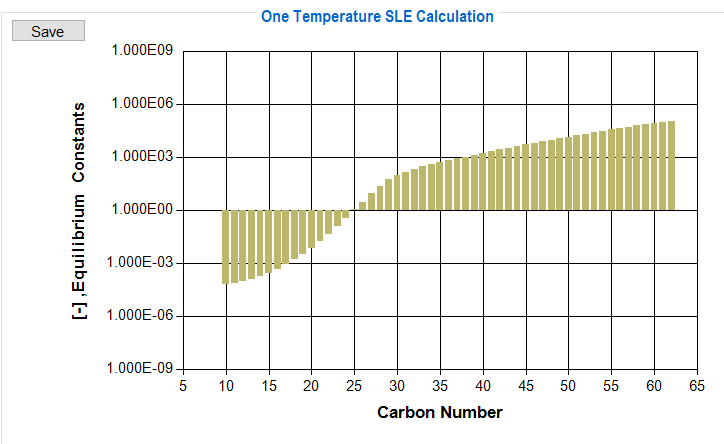 One Temperature SLE Calculation
Save
[-] ,Equilibrium Constants
1.000E09
1.000E06
1.000E03
1.000E00
1.000E-03
1.000E-06
1.000E-09
5 10 15 20 25 30 35 40 45 50 55 60 65
Carbon Number